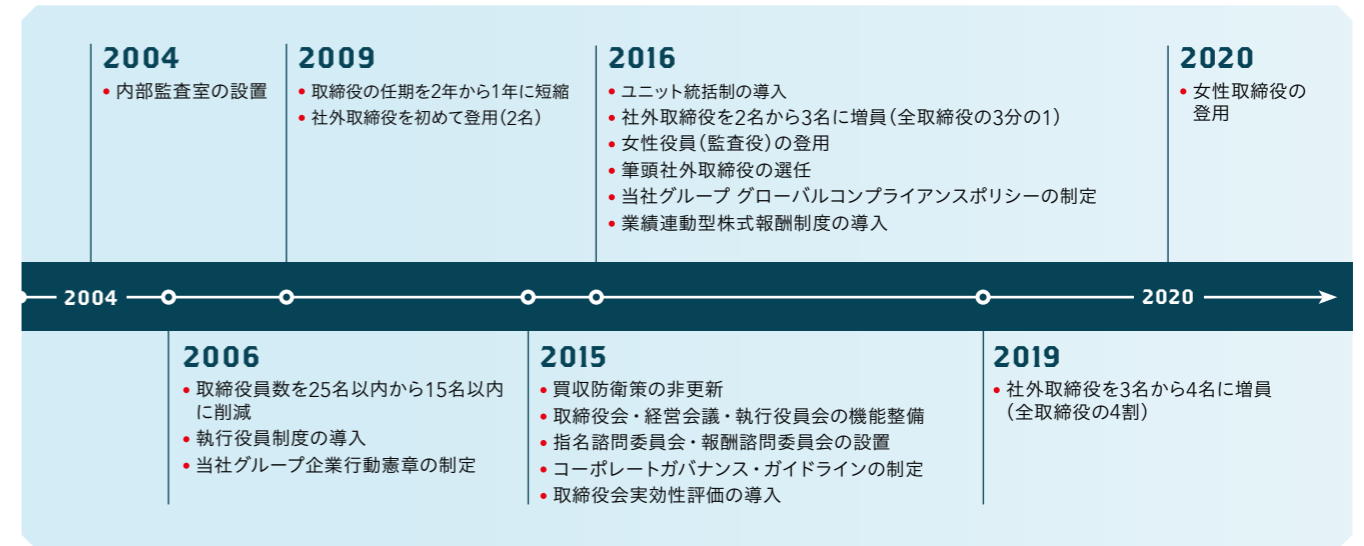 2004
• 内部監査室の設置
2009
• 取締役の任期を2年から1年に短縮
• 社外取締役を初めて登用(2名)
2016
• ユニット統括制の導入
• 社外取締役を2名から3名に増員(全取締役の3分の1)
• 女性役員(監査役)の登用
• 筆頭社外取締役の選任
• 当社グループ グローバルコンプライアンスポリシーの制定
• 業績連動型株式報酬制度の導入
2020
• 女性取締役の
登用
2004
2020
2006
• 取締役員数を25名以内から15名以内
に削減
• 執行役員制度の導入
• 当社グループ企業行動憲章の制定
2015
• 買収防衛策の非更新
• 取締役会・経営会議・執行役員会の機能整備
• 指名諮問委員会・報酬諮問委員会の設置
• コーポレートガバナンス・ガイドラインの制定
• 取締役会実効性評価の導入
2019
• 社外取締役を3名から4名に増員
(全取締役の4割)